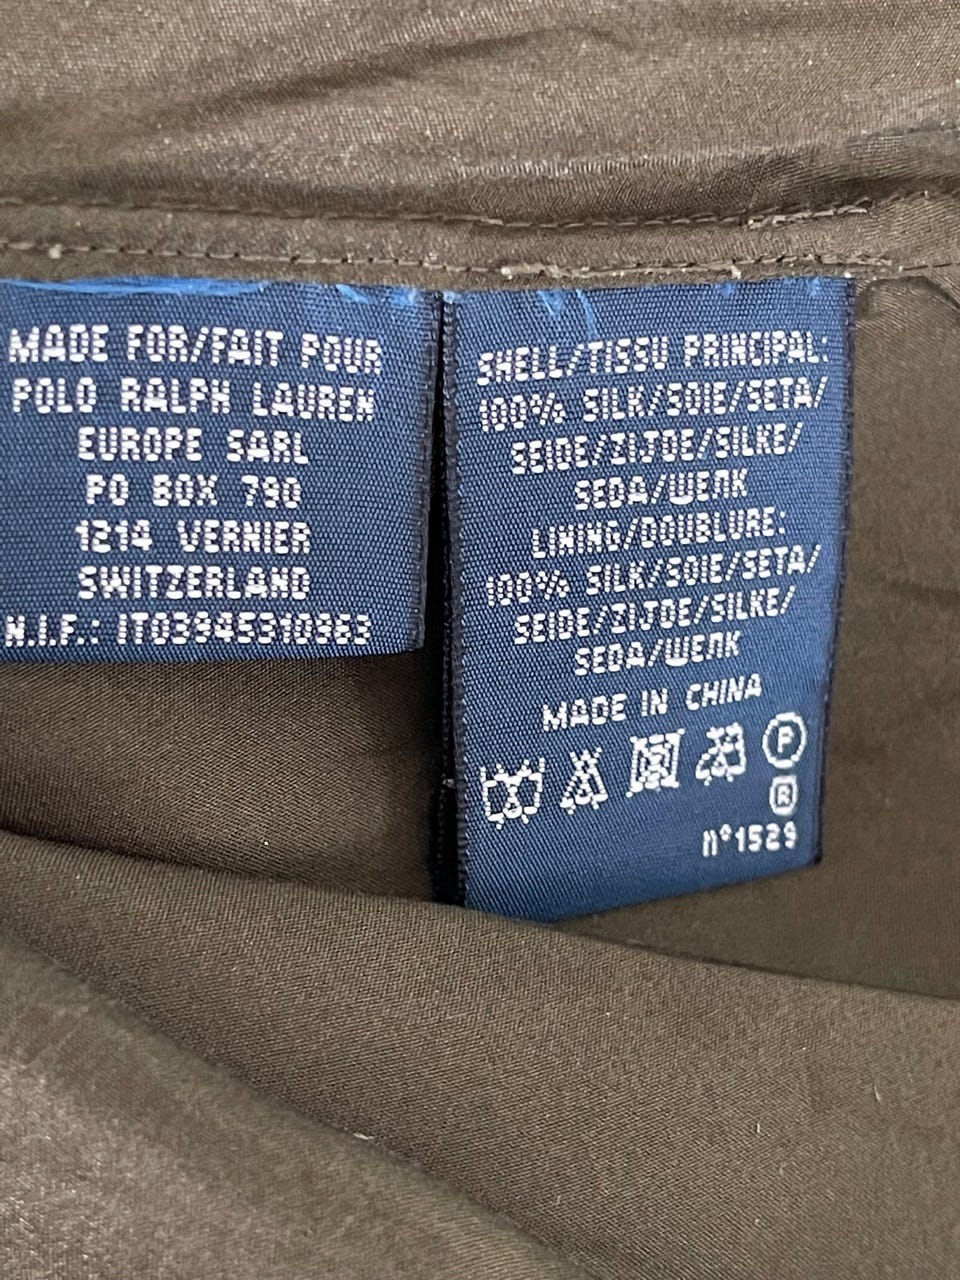 MADE FOR/FAIT POUR
POLO RALPH LAUREN
EUROPE SARL
PO BOX 790
1214 VERNIER
SWITZERLAND
N.I.F.: IT03945310963
SHELL/TISSU PRINCIPAL:
100% SILK/SOIE/SETA/
SEIDE/ZIJDE/SILKE/
SEDA/ШЕЛК
LINING/DOUBLURE:
100% SILK/SOIE/SETA/
SEIDE/ZIJDE/SILKE/
SEDA/ШЕЛК
MADE IN CHINA
P
R
n°1529